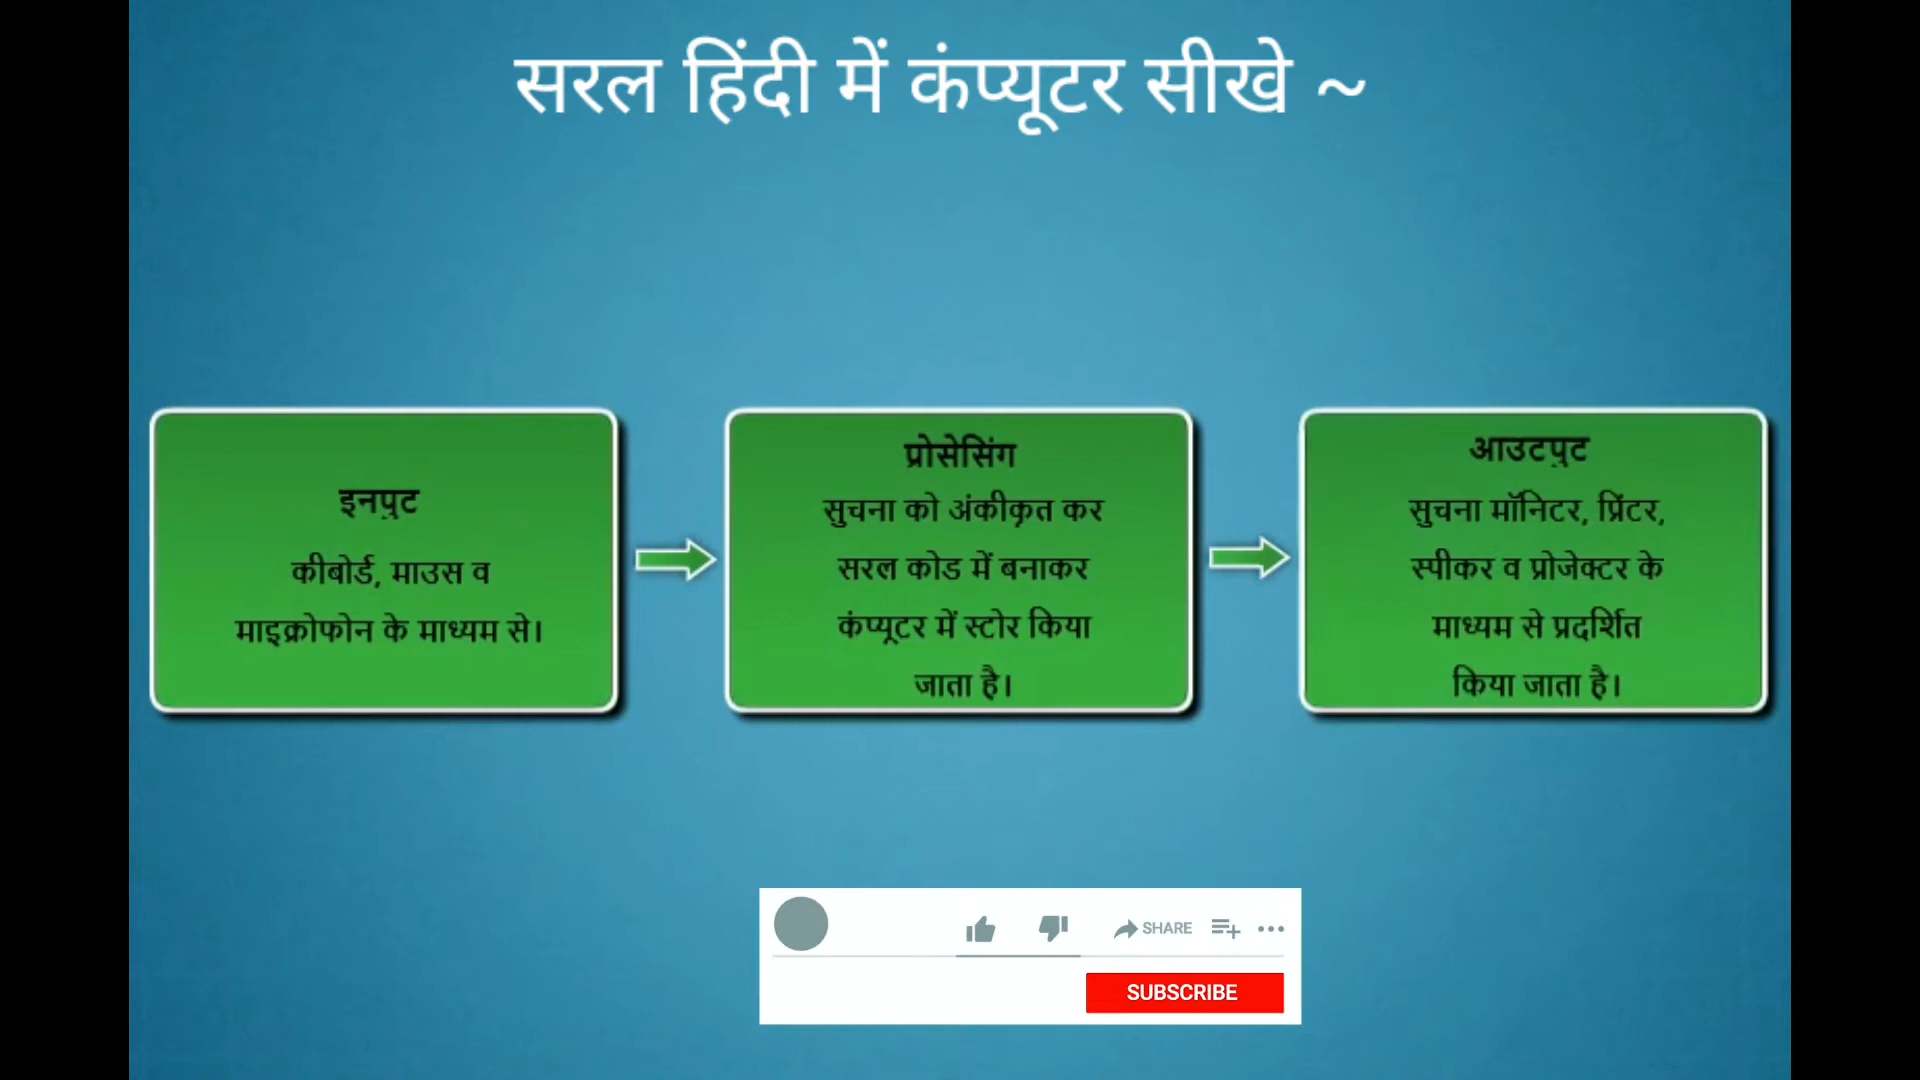 सरल हिंदी में कंप्यूटर सीखे ~
इनपुट
कीबोर्ड, माउस व
माइक्रोफोन के माध्यम से।
प्रोसेसिंग
सुचना को अंकीकृत कर
सरल कोड में बनाकर
कंप्यूटर में स्टोर किया
जाता है।
आउटपुट
सुचना मॉनिटर, प्रिंटर,
स्पीकर व प्रोजेक्टर के
माध्यम से प्रदर्शित
किया जाता है।
SHARE
SUBSCRIBE